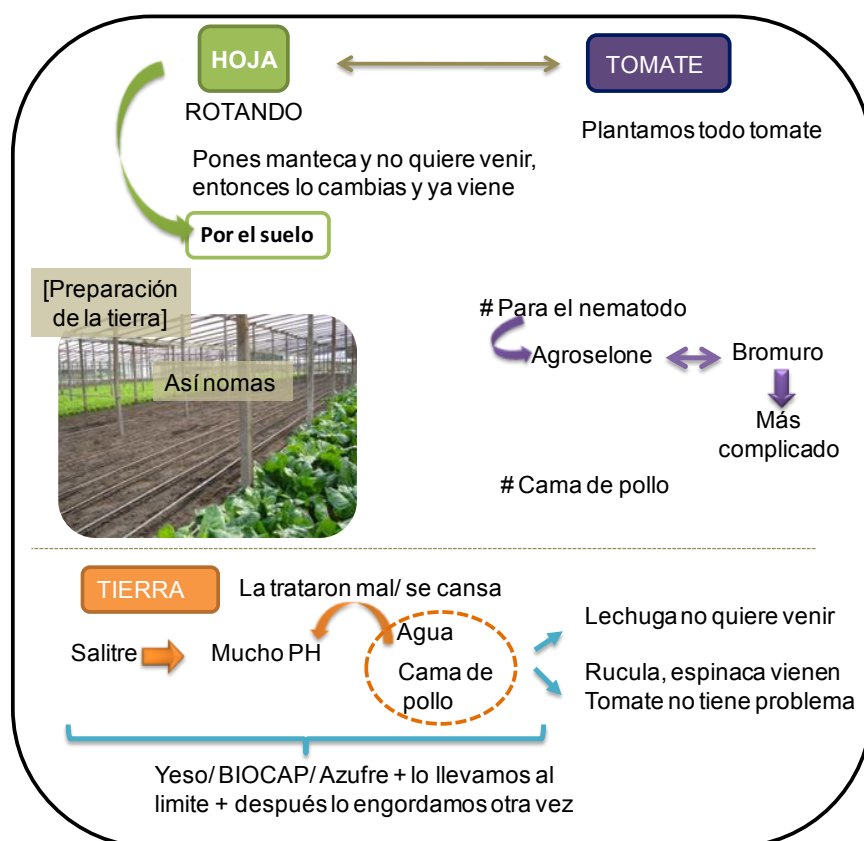 HOJA
TOMATE
ROTANDO
Plantamos todo tomate
Pones manteca y no quiere venir,
entonces lo cambias y ya viene
Por el suelo
[Preparación
de la tierra]
Así nomas
# Para el nematodo
Agroselone
Bromuro
Más
complicado
# Cama de pollo
TIERRA
La trataron mal/ se cansa
Salitre
Mucho PH
Agua
Cama de
pollo
Lechuga no quiere venir
Rucula, espinaca vienen
Tomate no tiene problema
Yeso/ BIOCAP/ Azufre + lo llevamos al
limite + después lo engordamos otra vez